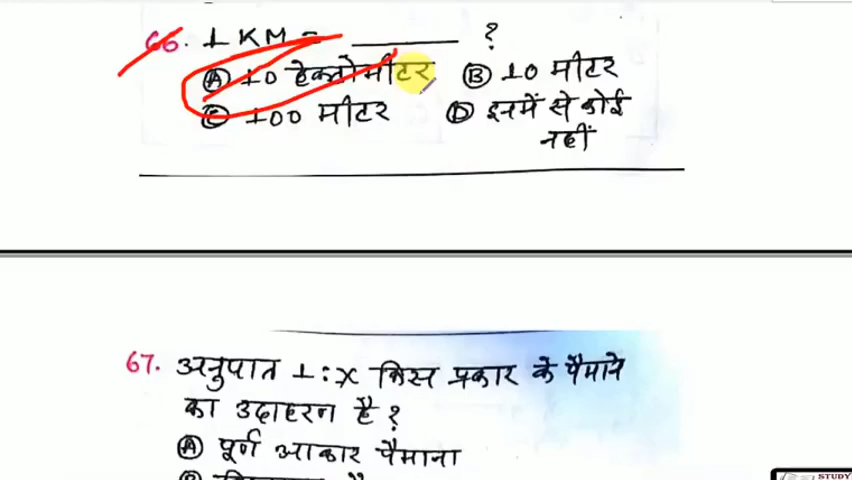 66. 1 KM = ______ ?
(A) 10 हेक्तोमीटर (B) 10 मीटर
(C) 100 मीटर (D) इनमें से कोई
नहीं
67. अनुपात 1:x किस प्रकार के पैमाने
का उदाहरन है?
(A) पूर्ण आकार पैमाना
STUDY